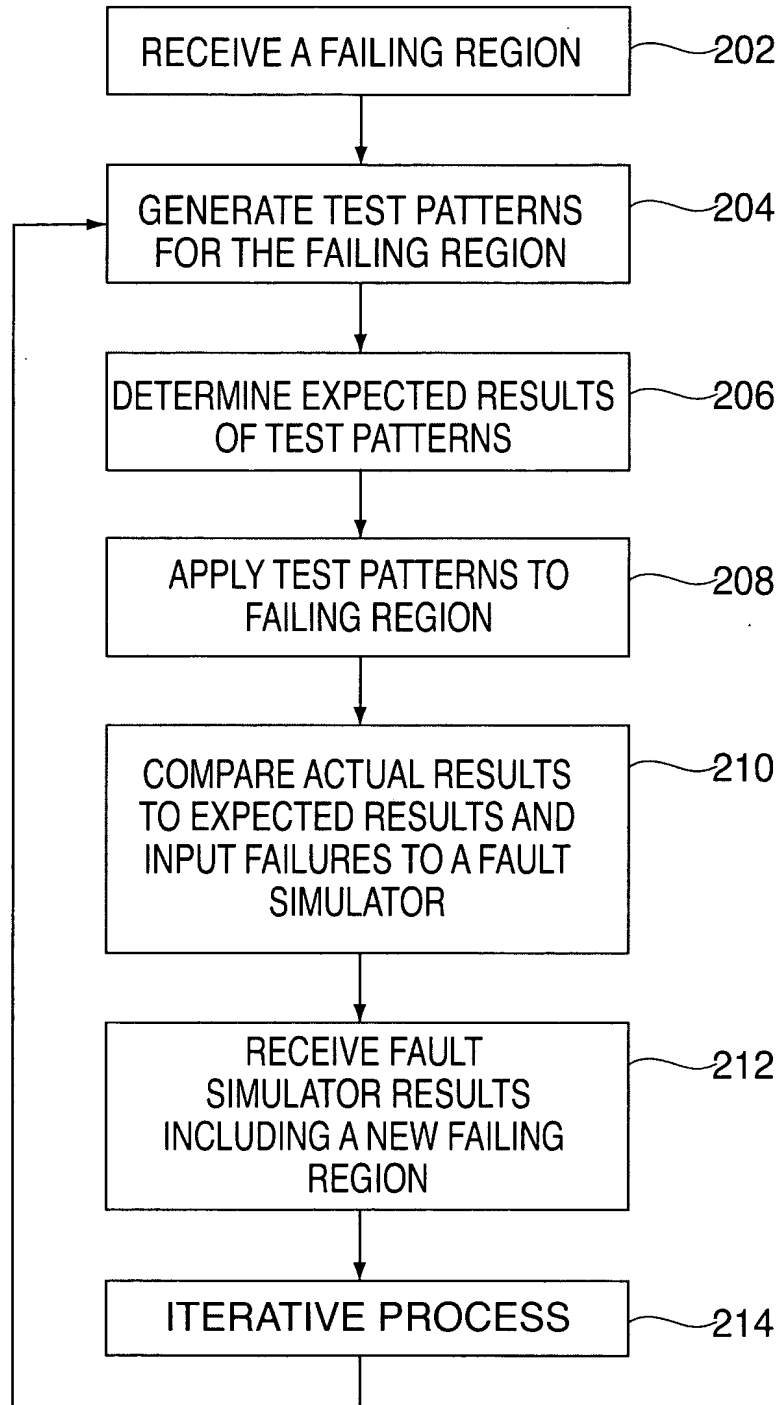 RECEIVE A FAILING REGION
202
GENERATE TEST PATTERNS
FOR THE FAILING REGION
204
DETERMINE EXPECTED RESULTS
OF TEST PATTERNS
206
APPLY TEST PATTERNS TO
FAILING REGION
208
COMPARE ACTUAL RESULTS
TO EXPECTED RESULTS AND
INPUT FAILURES TO A FAULT
SIMULATOR
210
RECEIVE FAULT
SIMULATOR RESULTS
INCLUDING A NEW FAILING
REGION
212
ITERATIVE PROCESS
214